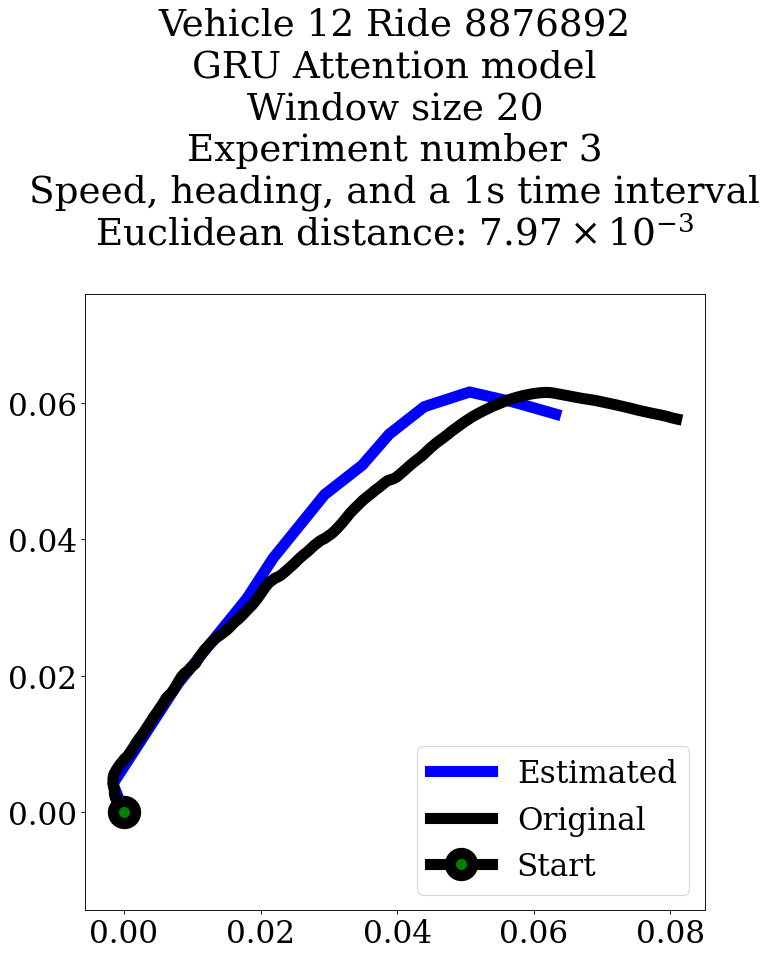 Vehicle 12 Ride 8876892
GRU Attention model
Window size 20
Experiment number 3
Speed, heading, and a 1s time interval
Euclidean distance: 7.97 × 10⁻³
0.06
0.04
0.02
0.00
Estimated
Original
Start
0.00 0.02 0.04 0.06 0.08